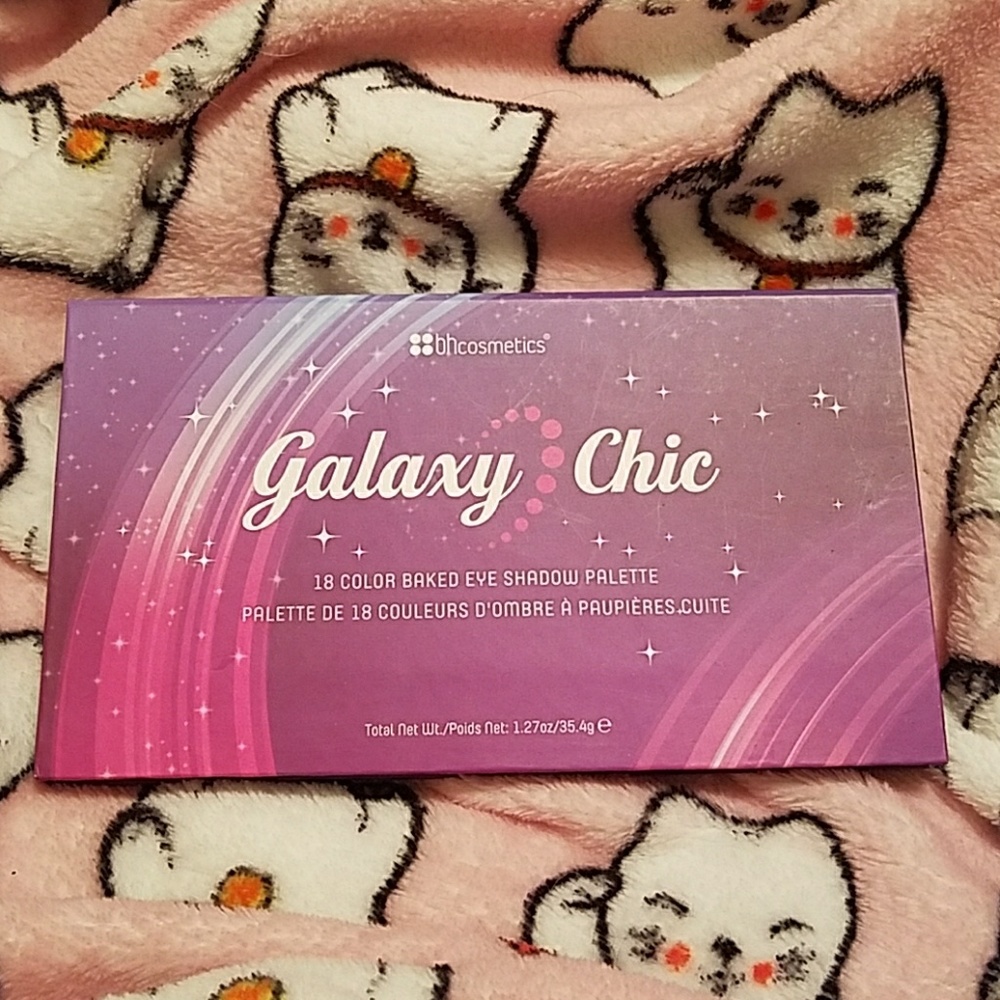 bhcosmetics®
Galaxy Chic
18 COLOR BAKED EYE SHADOW PALETTE
PALETTE DE 18 COULEURS D'OMBRE À PAUPIÈRES.CUITE
Total Net Wt./Poids Net: 1.27oz/35.4g ℮